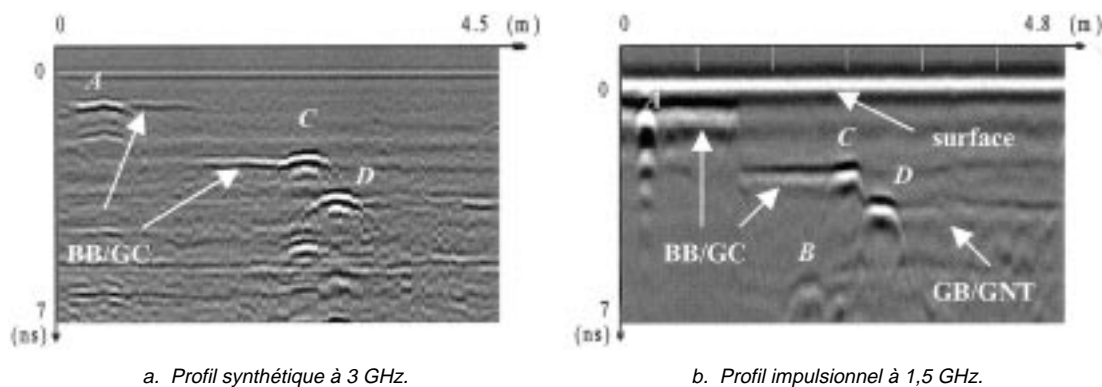 0
4.5 (m)
0
A
C
D
BB/GC
7
(ns)
a. Profil synthétique à 3 GHz.
0
4.8 (m)
0
A
surface
C
D
BB/GC
B
GB/GNT
7
(ns)
b. Profil impulsionnel à 1,5 GHz.